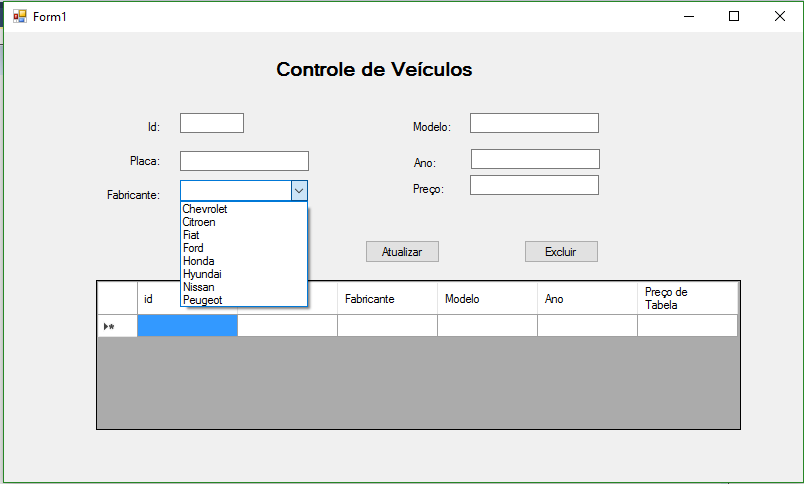 Form1
Controle de Veículos
Id:
Modelo:
Placa:
Ano:
Fabricante:
Preço:
Chevrolet
Citroen
Fiat
Ford
Honda
Hyundai
Nissan
Peugeot
Atualizar
Excluir
id
Fabricante
Modelo
Ano
Preço de
Tabela